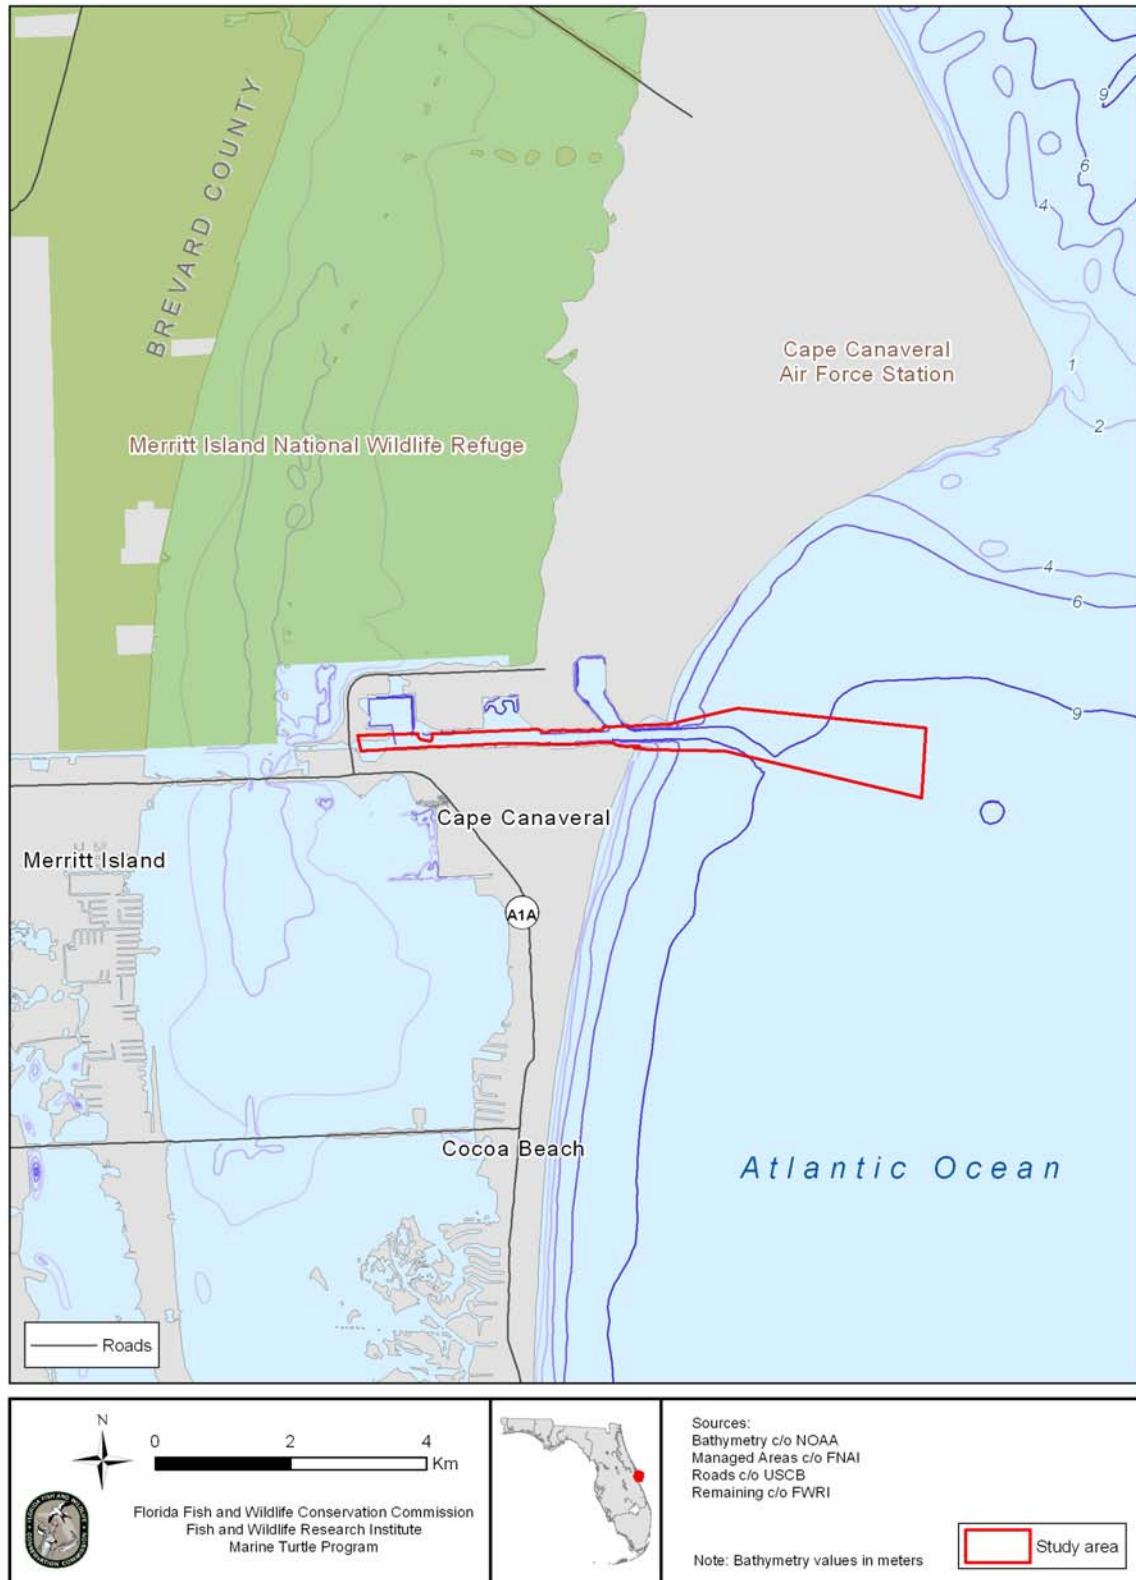 BREVARD COUNTY
9
6
4
Cape Canaveral
Air Force Station
1
2
Merritt Island National Wildlife Refuge
4
6
9
Cape Canaveral
Merritt Island
A1A
Cocoa Beach
Atlantic Ocean
Roads
N
0 2 4
Km
Florida Fish and Wildlife Conservation Commission
Fish and Wildlife Research Institute
Marine Turtle Program
Sources:
Bathymetry c/o NOAA
Managed Areas c/o FNAI
Roads c/o USCB
Remaining c/o FWRI
Note: Bathymetry values in meters
Study area